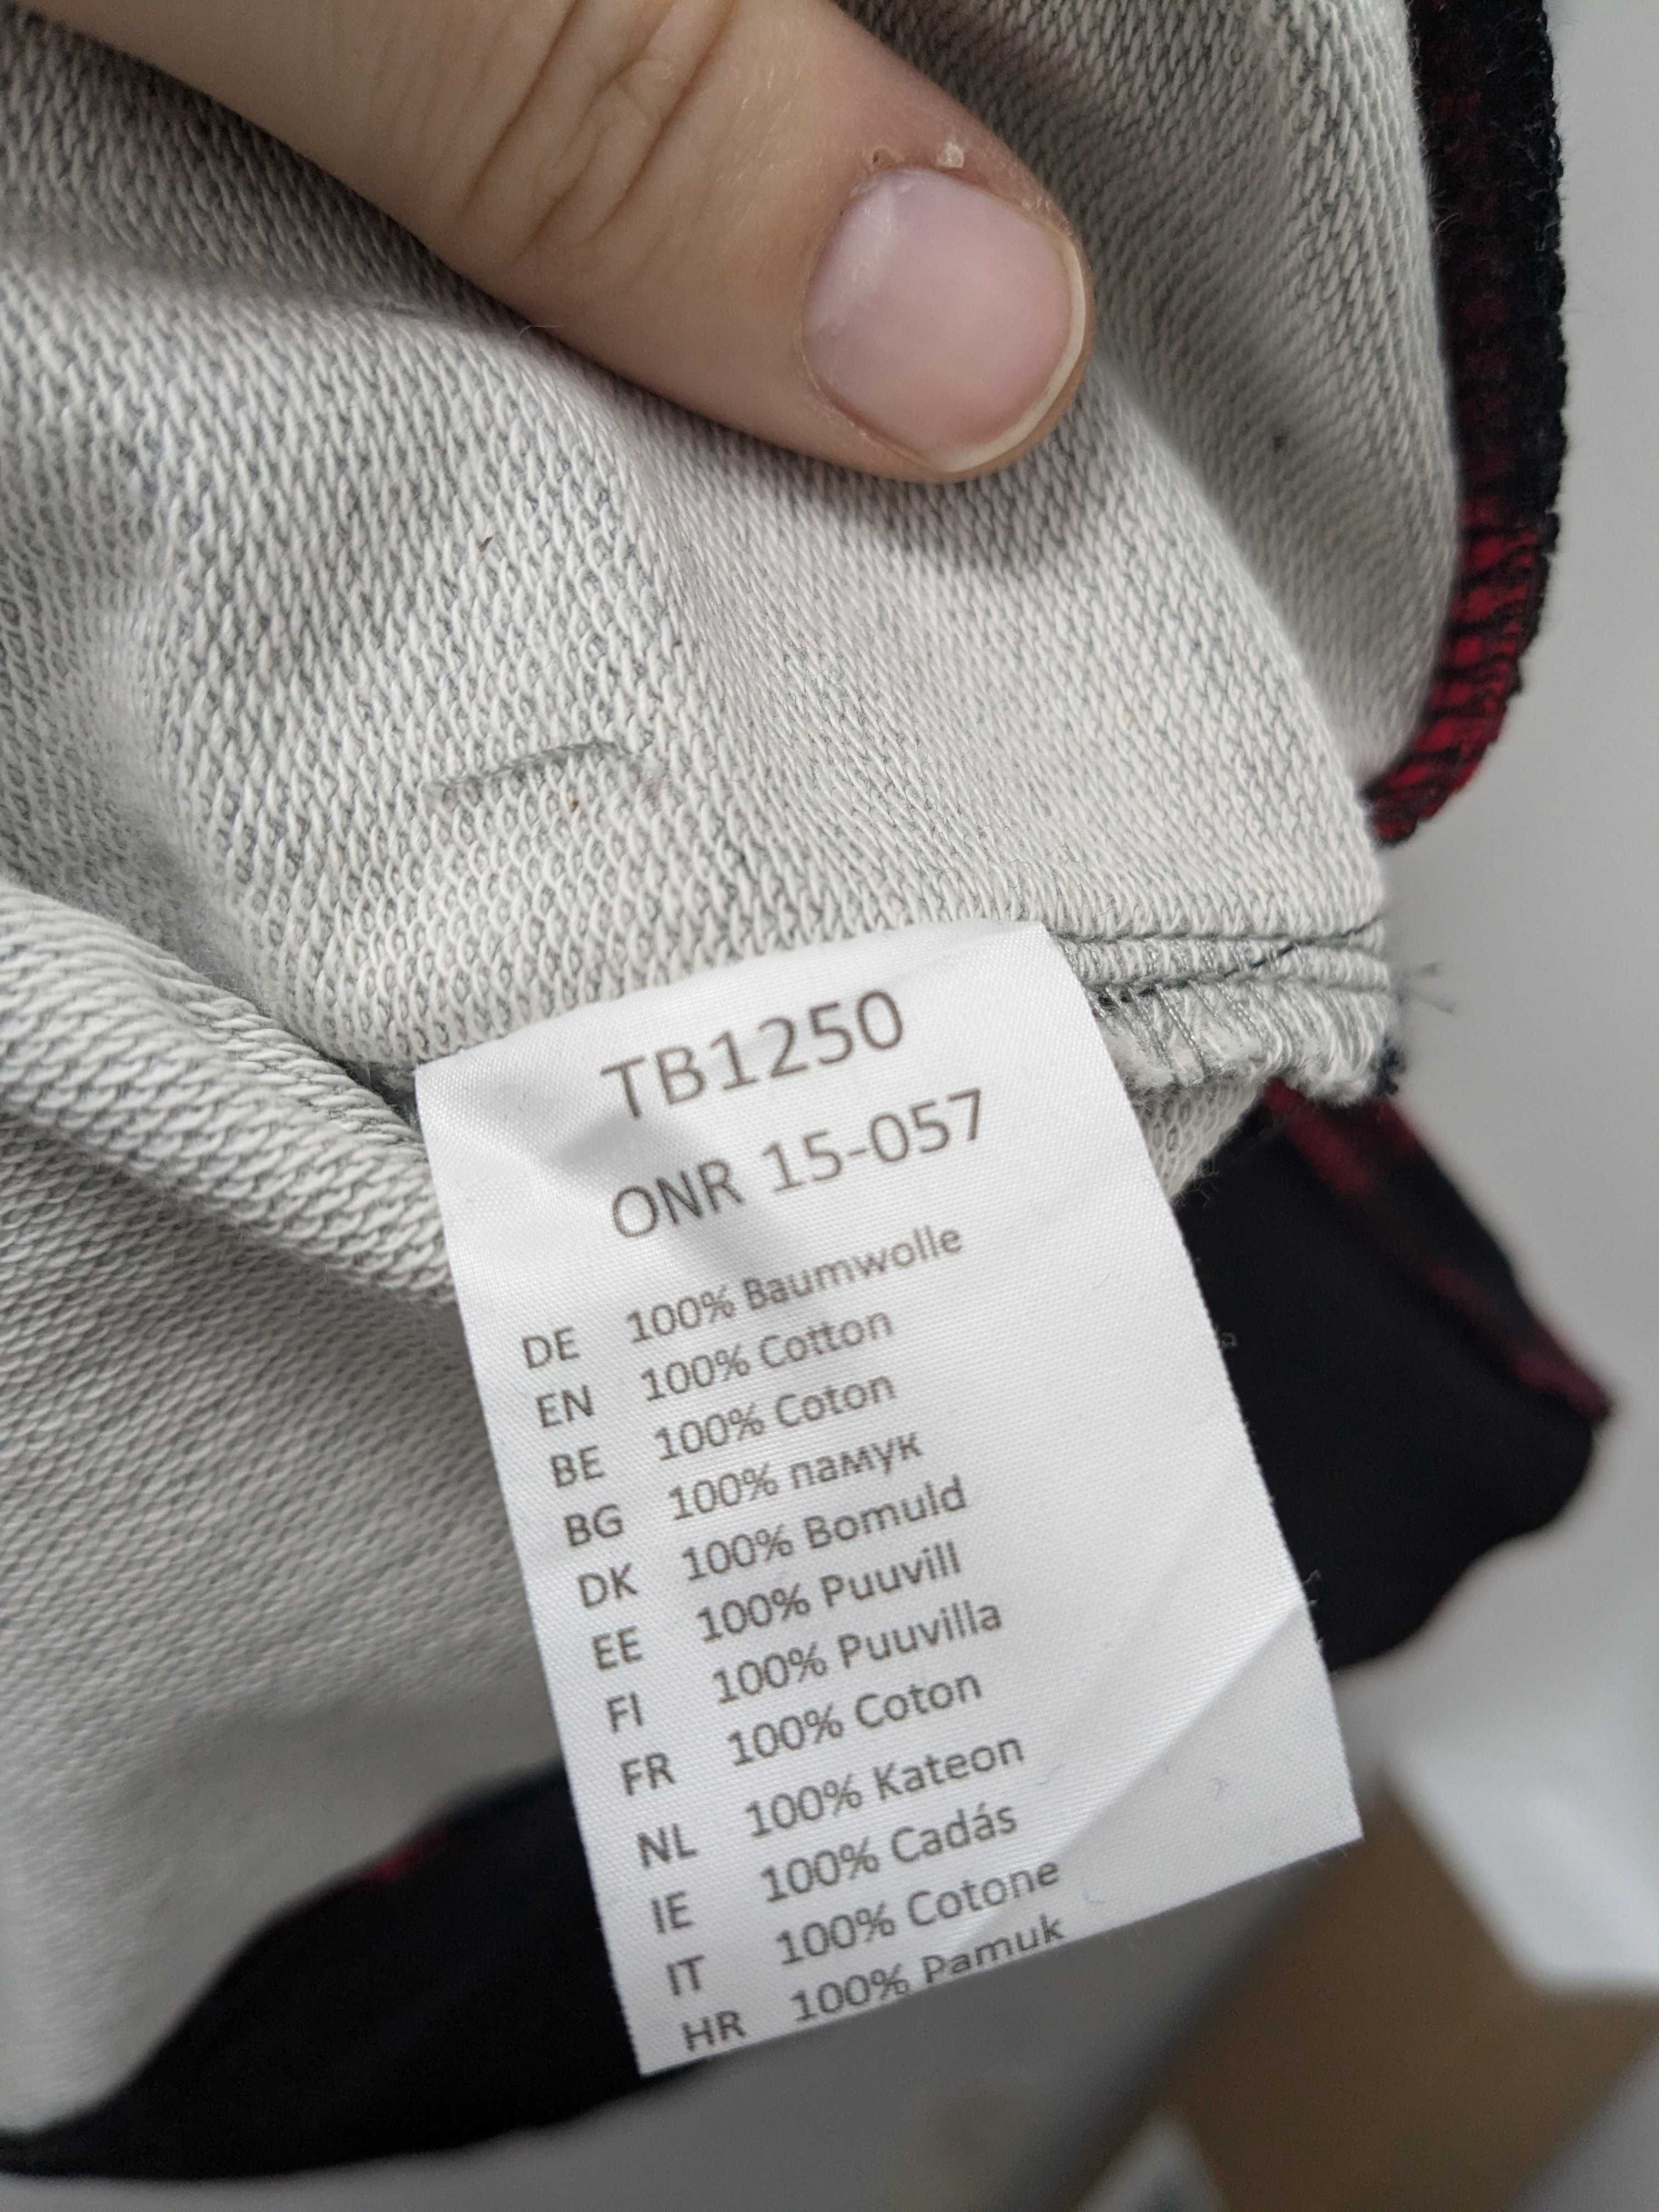 TB1250
ONR 15-057
DE 100% Baumwolle
EN 100% Cotton
BE 100% Coton
BG 100% памук
DK 100% Bomuld
EE 100% Puuvill
FI 100% Puuvilla
FR 100% Coton
NL 100% Kateon
IE 100% Cadás
IT 100% Cotone
HR 100% Pamuk